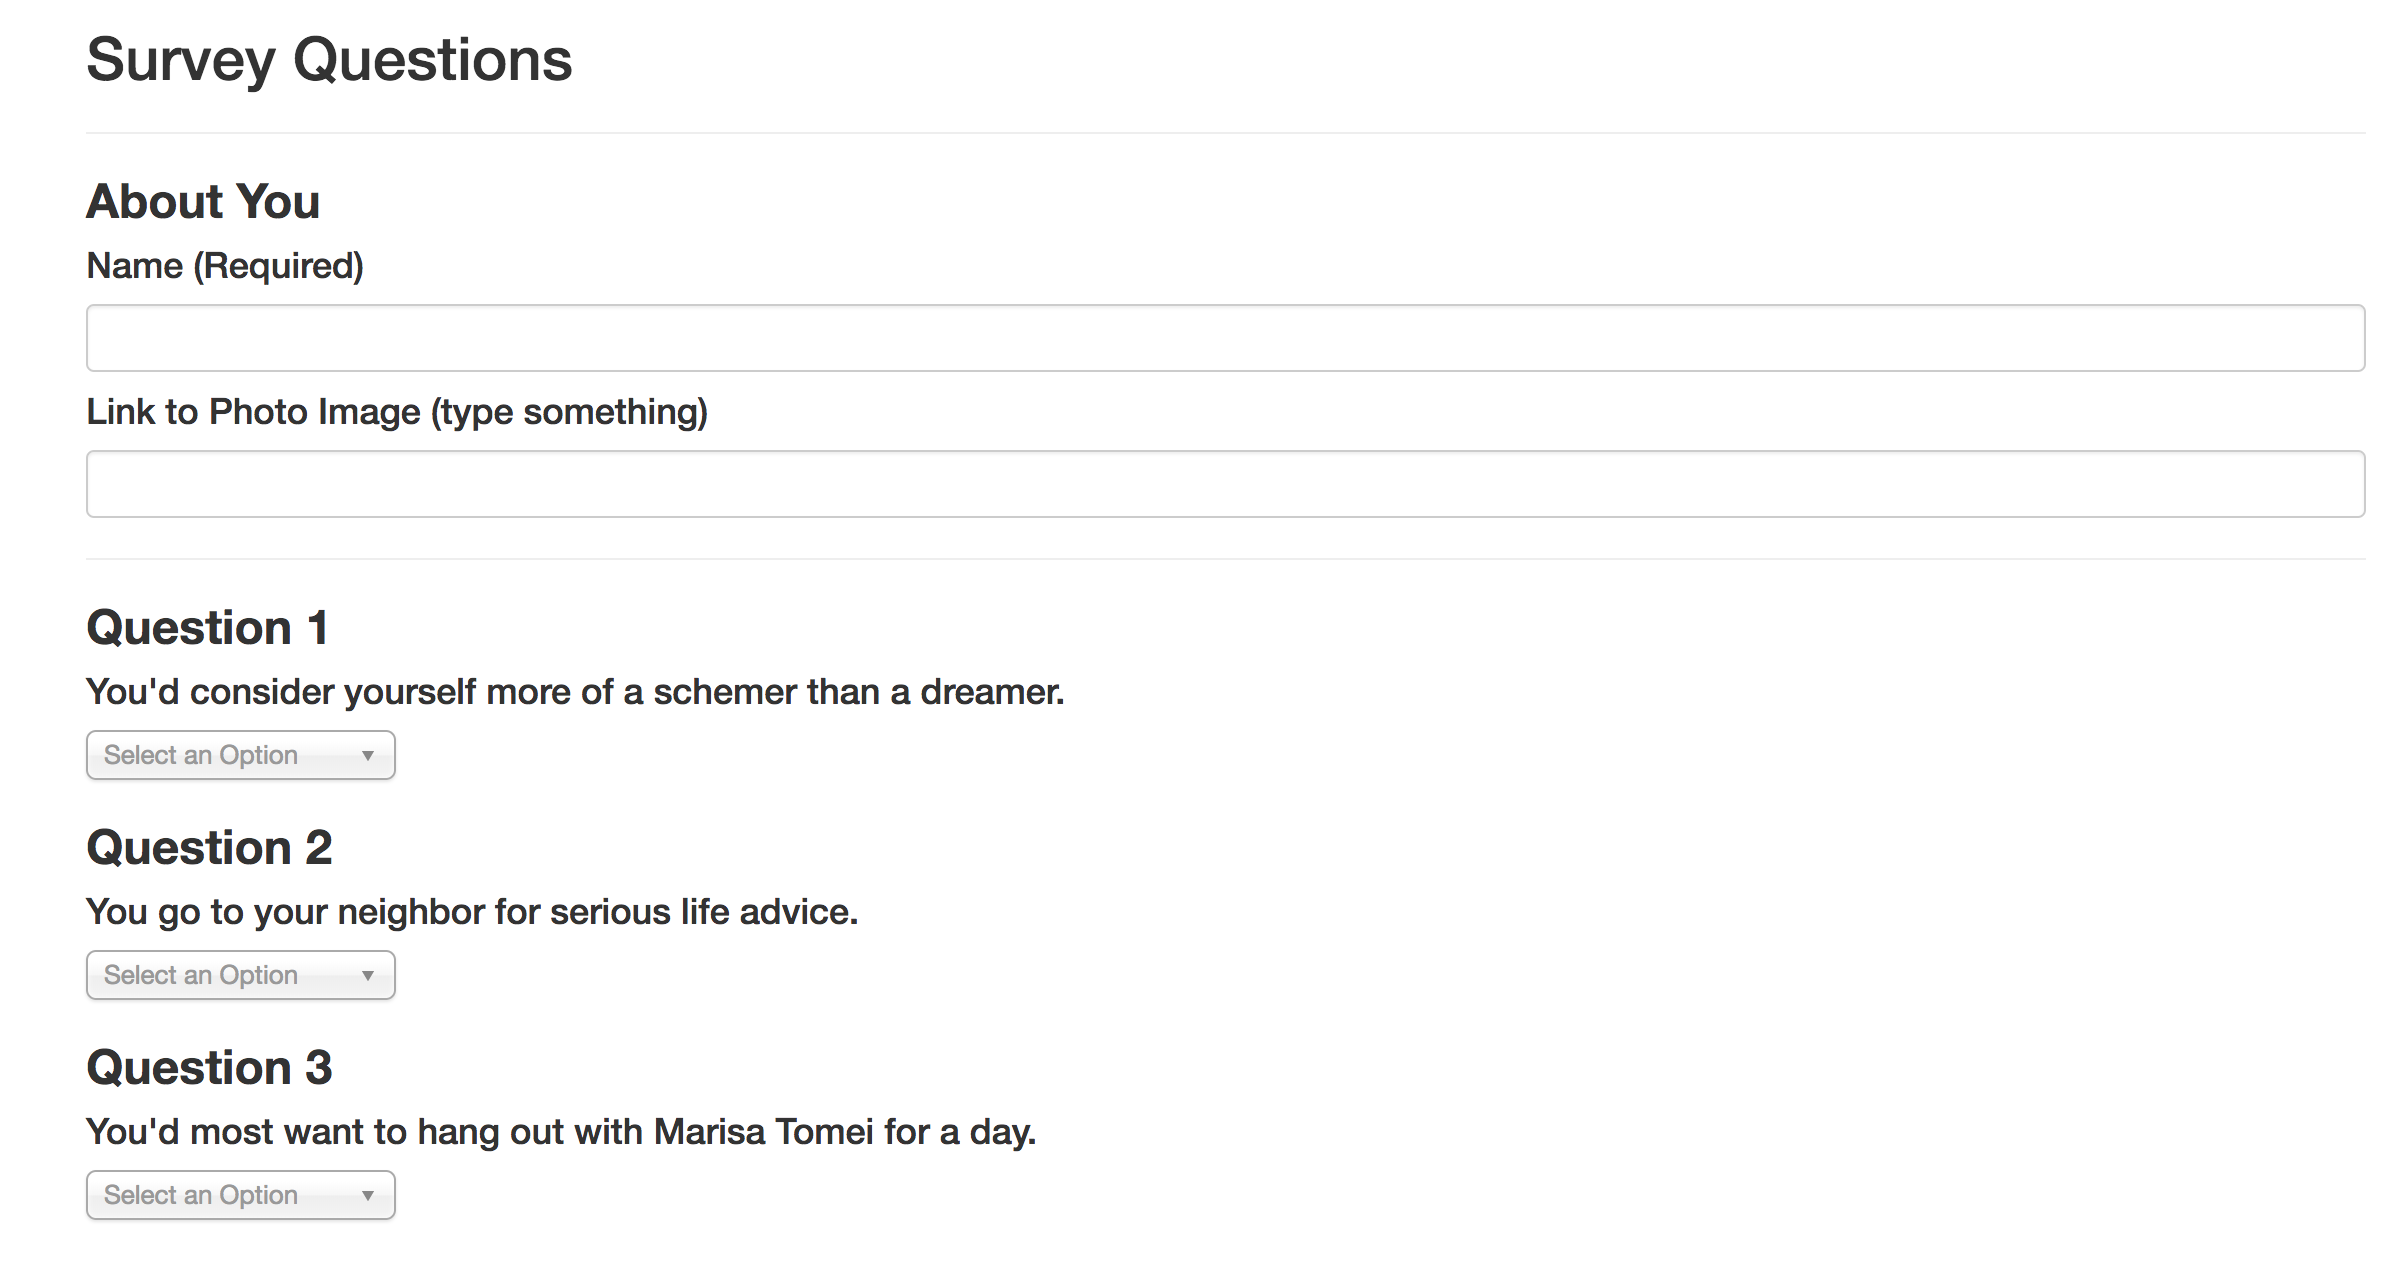 Survey Questions
About You
Name (Required)
Link to Photo Image (type something)
Question 1
You'd consider yourself more of a schemer than a dreamer.
Select an Option
Question 2
You go to your neighbor for serious life advice.
Select an Option
Question 3
You'd most want to hang out with Marisa Tomei for a day.
Select an Option